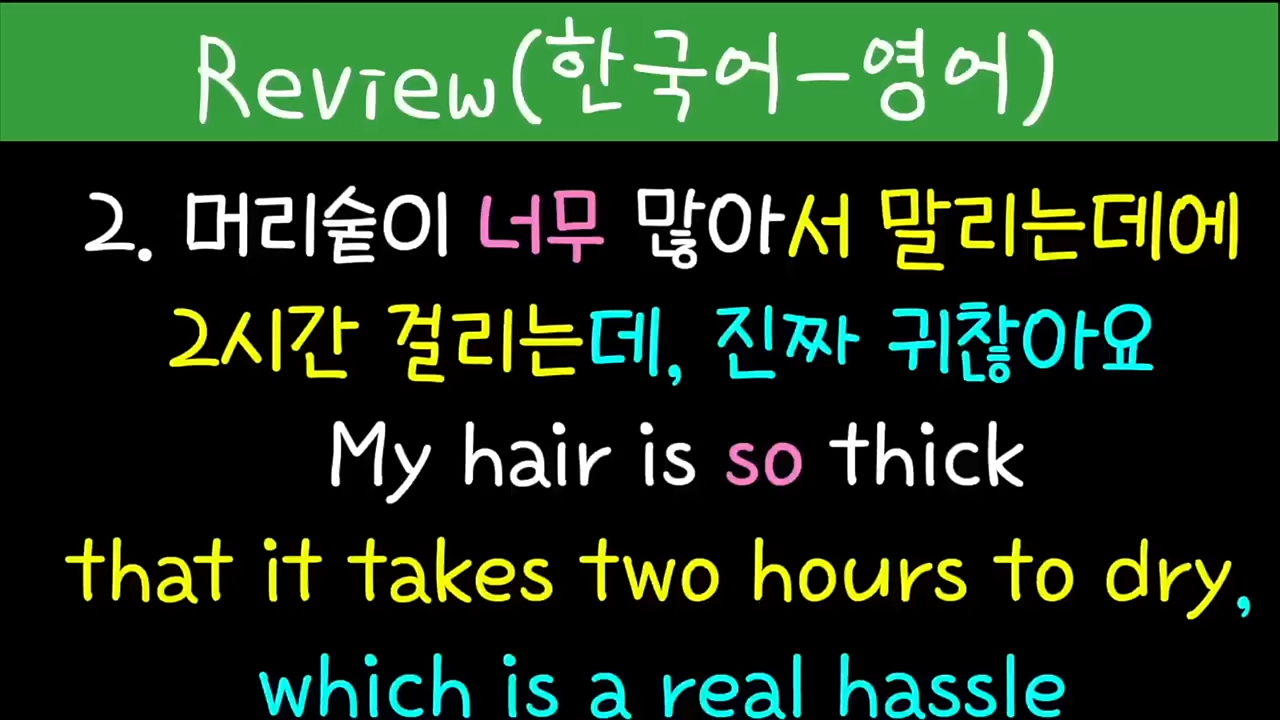 Review(한국어-영어)
2. 머리숱이 너무 많아서 말리는데에
2시간 걸리는데, 진짜 귀찮아요
My hair is so thick
that it takes two hours to dry,
which is a real hassle